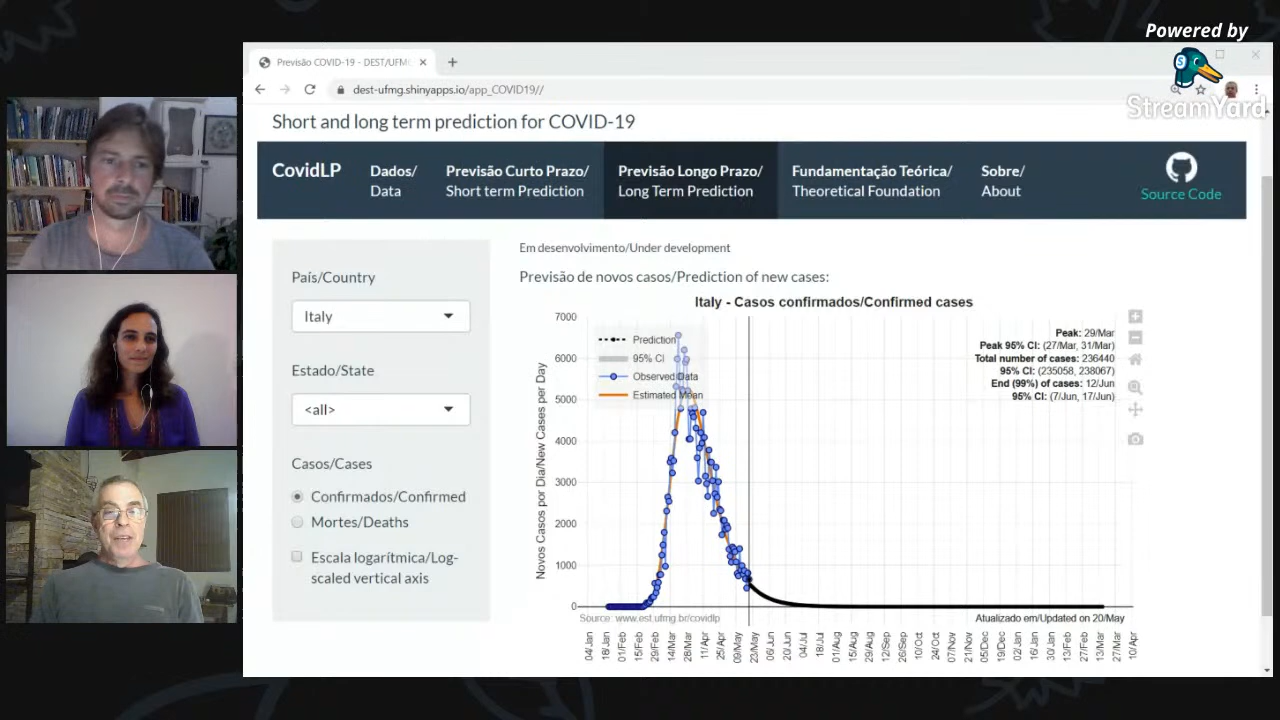 Powered by
StreamYard
Previsão COVID-19 - DEST/UFM
dest-ufmg.shinyapps.io/app_COVID19//
Short and long term prediction for COVID-19
CovidLP
Dados/
Data
Previsão Curto Prazo/
Short term Prediction
Previsão Longo Prazo/
Long Term Prediction
Fundamentação Teórica/
Theoretical Foundation
Sobre/
About
Source Code
País/Country
Italy
Estado/State
<all>
Casos/Cases
Confirmados/Confirmed
Mortes/Deaths
Escala logarítmica/Log-
scaled vertical axis
Em desenvolvimento/Under development
Previsão de novos casos/Prediction of new cases:
Italy - Casos confirmados/Confirmed cases
Novos Casos por Dia/New Cases per Day
7000
6000
5000
4000
3000
2000
1000
0
Prediction
95% CI
Observed Data
Estimated Mean
Peak: 29/Mar
Peak 95% CI: (27/Mar, 31/Mar)
Total number of cases: 236440
95% CI: (235058, 238067)
End (99%) of cases: 12/Jun
95% CI: (7/Jun, 17/Jun)
Source: www.est.ufmg.br/covidlp
Atualizado em/Updated on 20/May
04/Jan
18/Jan
01/Feb
15/Feb
29/Feb
14/Mar
28/Mar
11/Apr
25/Apr
09/May
23/May
06/Jun
20/Jun
04/Jul
18/Jul
01/Aug
15/Aug
29/Aug
12/Sep
26/Sep
10/Oct
24/Oct
07/Nov
21/Nov
05/Dec
19/Dec
02/Jan
16/Jan
30/Jan
13/Feb
27/Feb
13/Mar
27/Mar
10/Apr